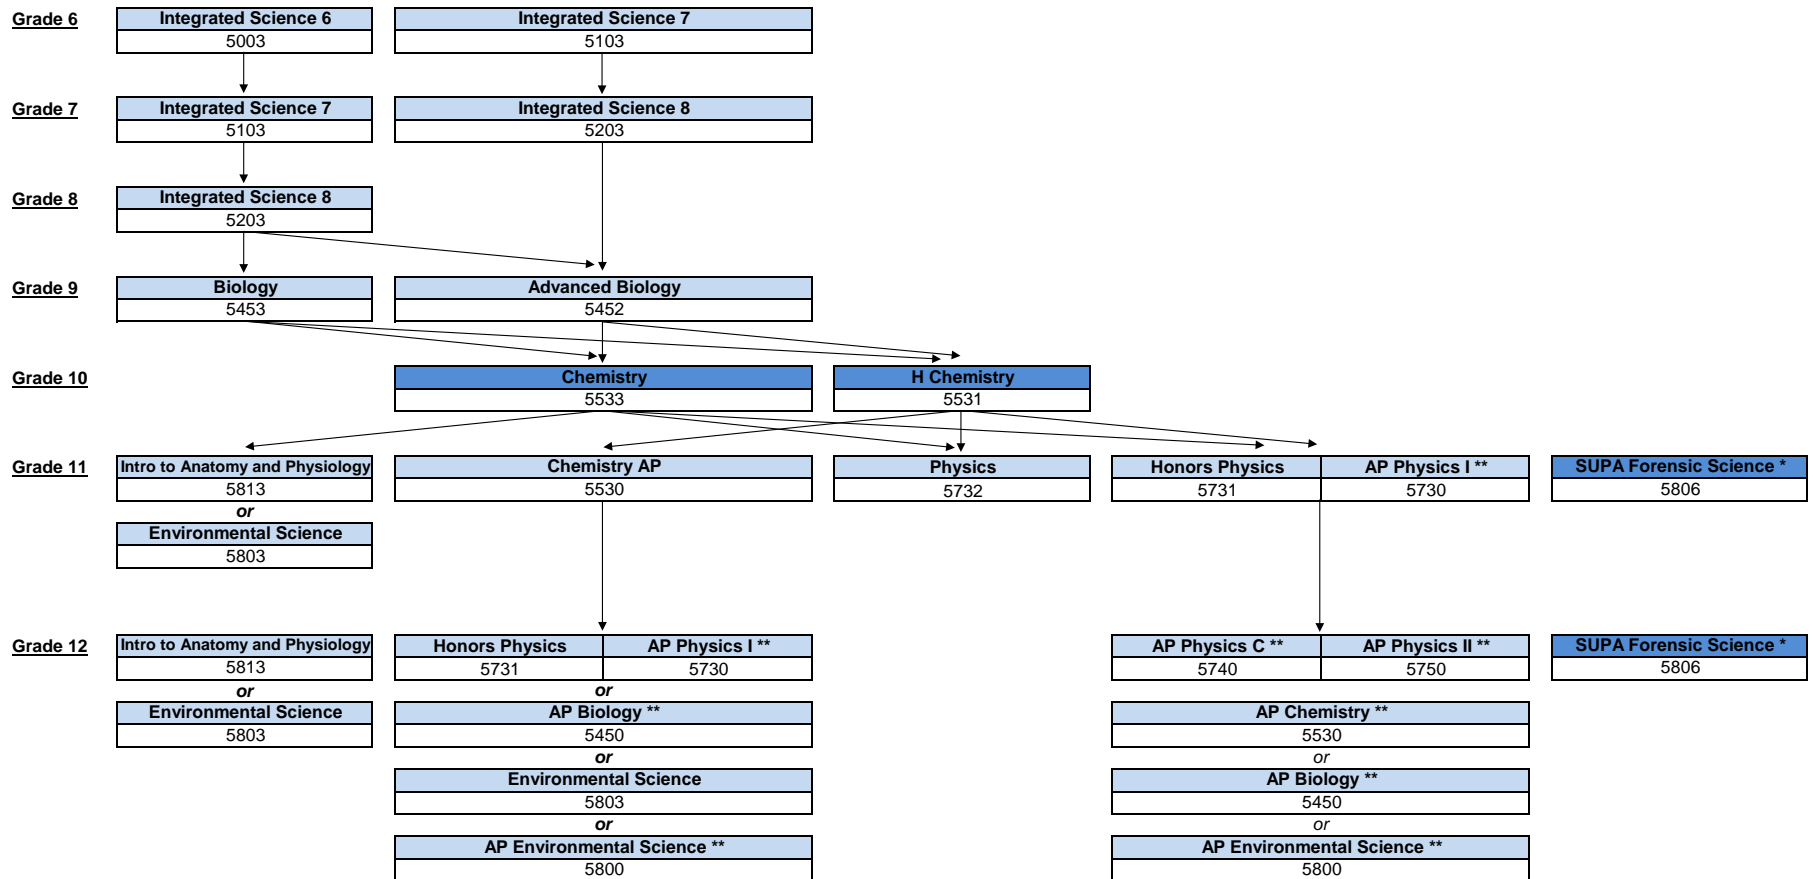 Grade 6
Integrated Science 6
Integrated Science 7
5003
5103
Grade 7
Integrated Science 7
Integrated Science 8
5103
5203
Grade 8
Integrated Science 8
5203
Grade 9
Biology
Advanced Biology
5453
5452
Grade 10
Chemistry
H Chemistry
5533
5531
Grade 11
Intro to Anatomy and Physiology
Chemistry AP
Physics
Honors Physics
AP Physics I **
SUPA Forensic Science *
5813
5530
5732
5731
5730
5806
or
Environmental Science
5803
Grade 12
Intro to Anatomy and Physiology
Honors Physics
AP Physics I **
AP Physics C **
AP Physics II **
SUPA Forensic Science *
5813
5731
5730
5740
5750
5806
or
or
Environmental Science
AP Biology **
AP Chemistry **
5803
5450
5530
or
or
Environmental Science
AP Biology **
5803
5450
or
or
AP Environmental Science **
AP Environmental Science **
5800
5800